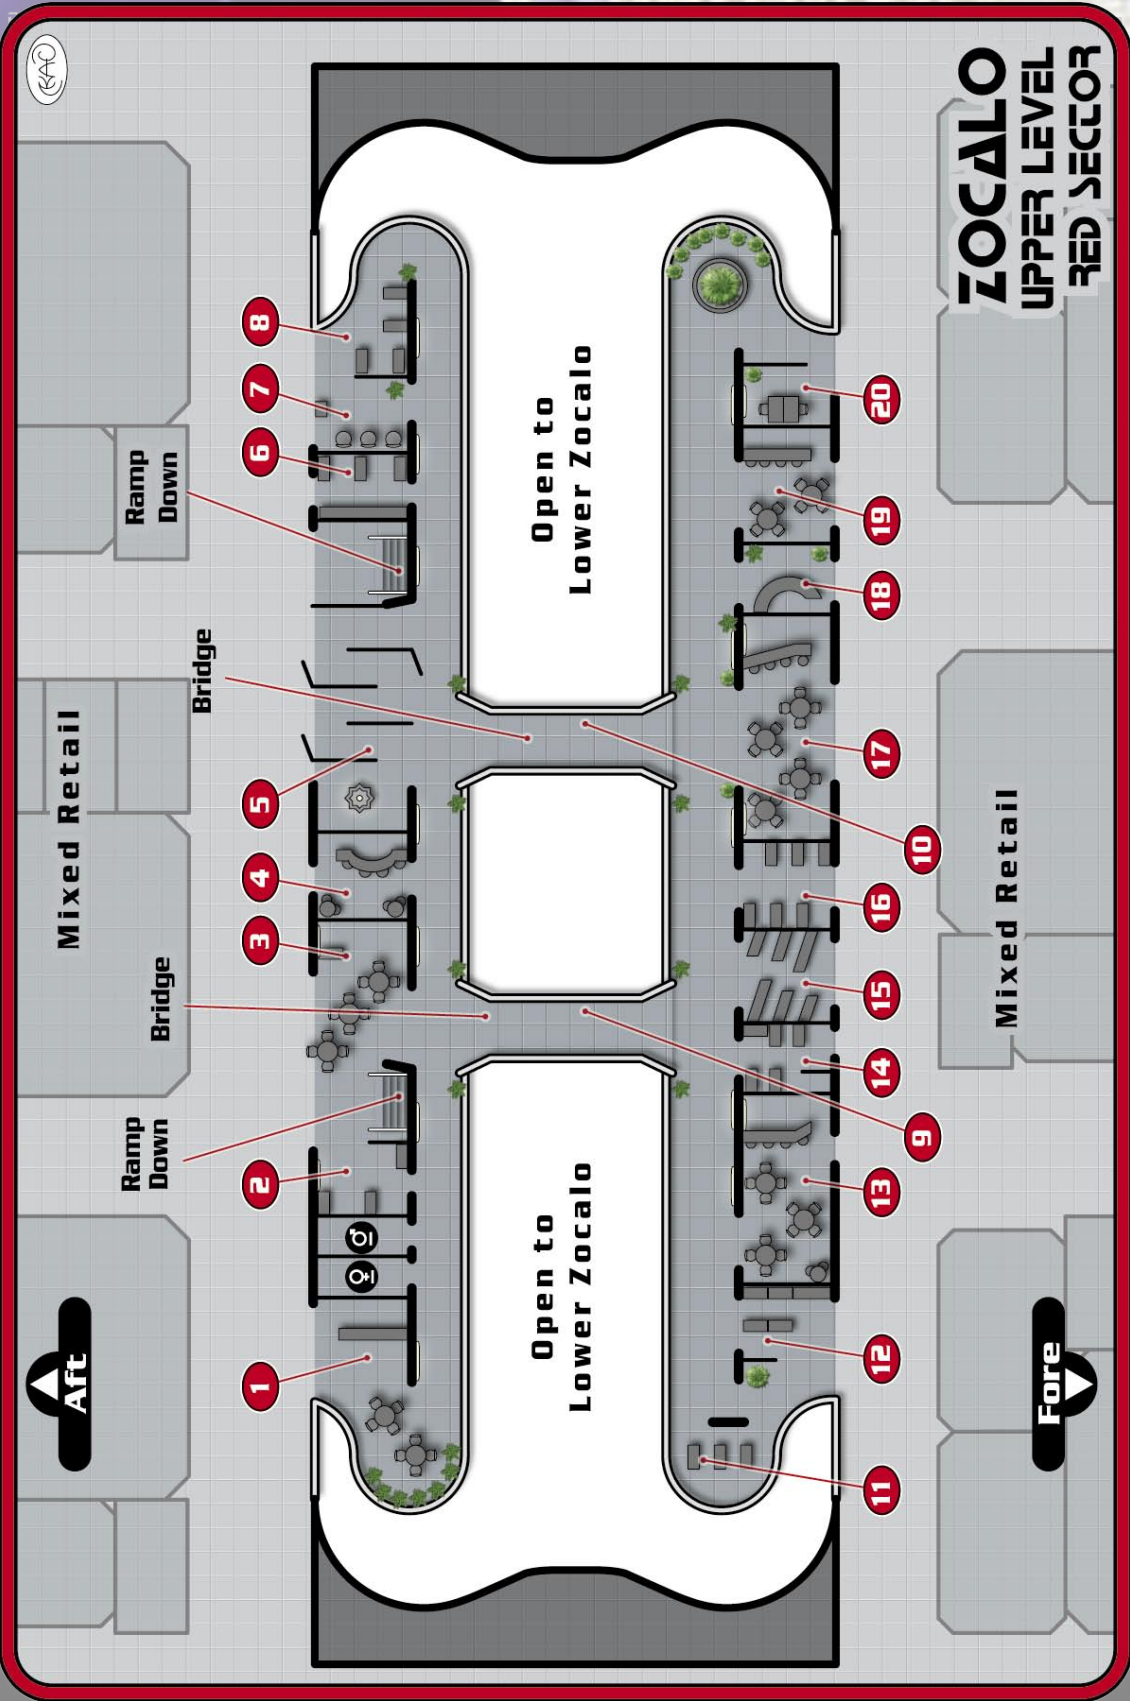 ZOCALO
UPPER LEVEL
RED SECTOR
KAC
Aft
Mixed Retail
Ramp
Down
Bridge
Bridge
Ramp
Down
1
2
3
4
5
6
7
8
Open to
Lower Zocalo
Open to
Lower Zocalo
9
10
11
12
13
14
15
16
17
18
19
20
Mixed Retail
Fore